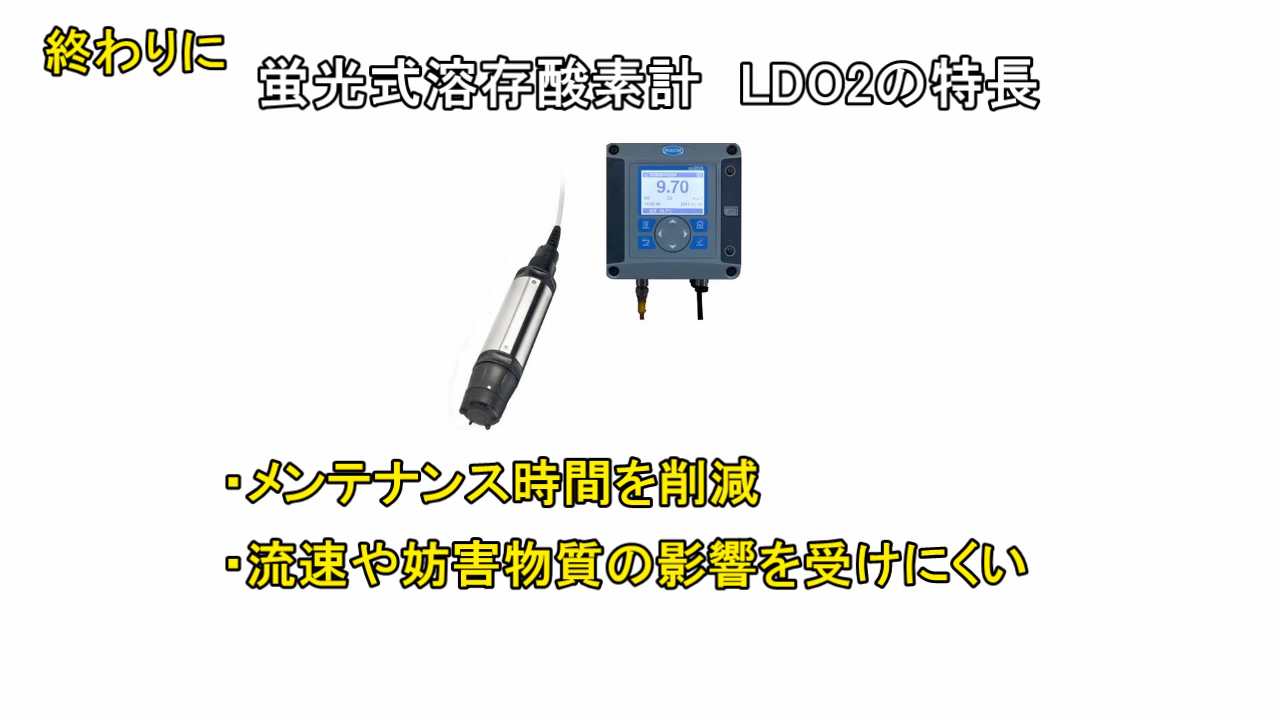 終わりに
蛍光式溶存酸素計 LDO2の特長
HACH
9.70
・メンテナンス時間を削減
・流速や妨害物質の影響を受けにくい